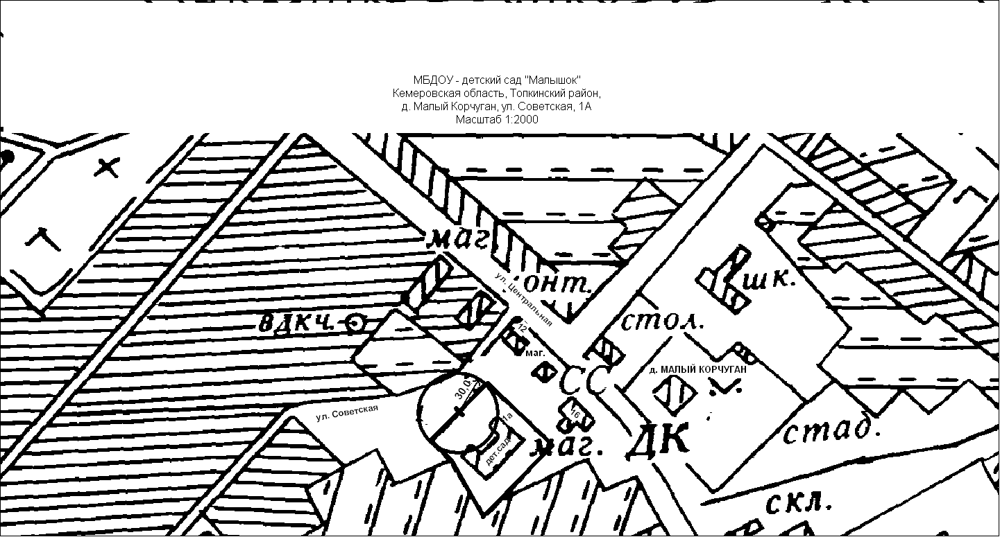 МБДОУ - детский сад "Малышок"
Кемеровская область, Топкинский район,
д. Малый Корчуган, ул. Советская, 1А
Масштаб 1:2000
маг
ул. Центральная
онт.
шк.
вдкч.
стол.
12
маг.
д. МАЛЫЙ КОРЧУГАН
СС
30,0
ул. Советская
1а
16
дет.сад
маг.
ДК
стад.
скл.